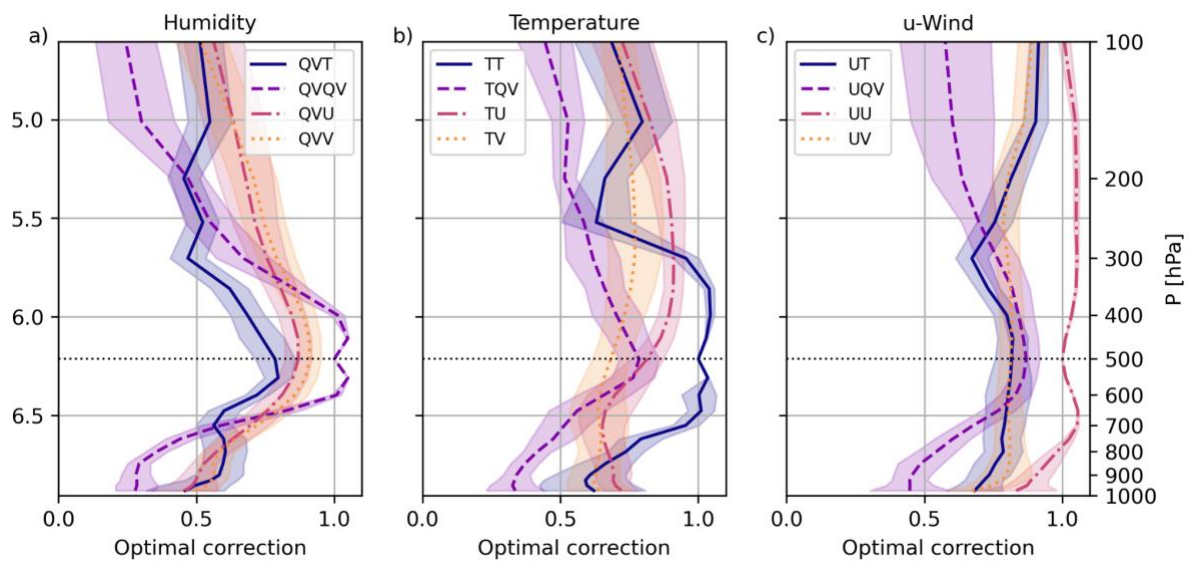 Humidity
Temperature
u-Wind
a)
b)
c)
QVT
QVQV
QVU
QVV
TT
TQV
TU
TV
UT
UQV
UU
UV
5.0
5.5
6.0
6.5
100
200
300
400
500
600
700
800
900
1000
P [hPa]
0.0
0.5
1.0
0.0
0.5
1.0
0.0
0.5
1.0
Optimal correction
Optimal correction
Optimal correction